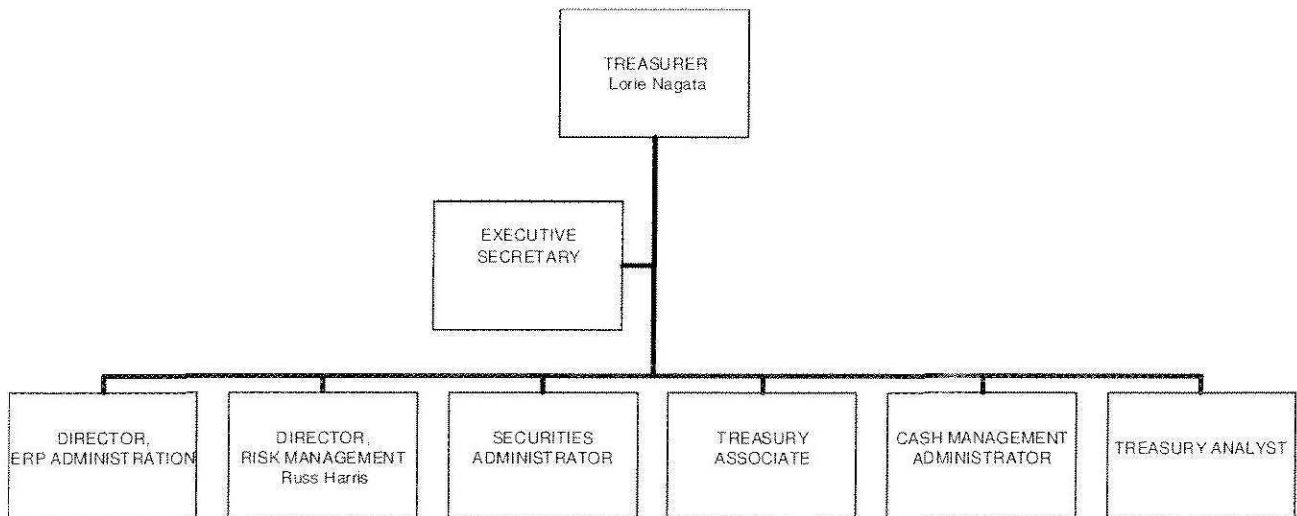 TREASURER
Lorie Nagata
EXECUTIVE
SECRETARY
DIRECTOR,
ERP ADMINISTRATION
DIRECTOR,
RISK MANAGEMENT
Russ Harris
SECURITIES
ADMINISTRATOR
TREASURY
ASSOCIATE
CASH MANAGEMENT
ADMINISTRATOR
TREASURY ANALYST